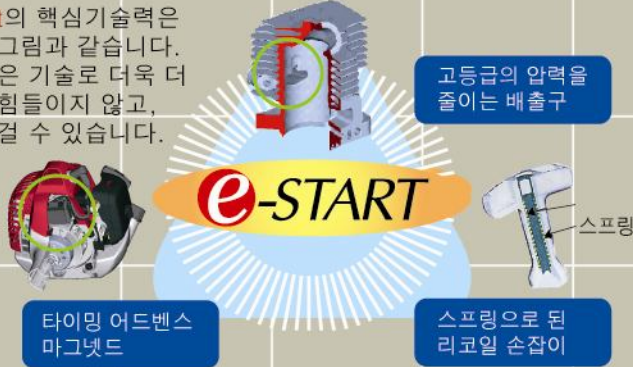 의 핵심기술력은
그림과 같습니다.
은 기술로 더욱 더
힘들이지 않고,
걸 수 있습니다.
고등급의 압력을
줄이는 배출구
e-START
스프링
타이밍 어드벤스
마그넷드
스프링으로 된
리코일 손잡이